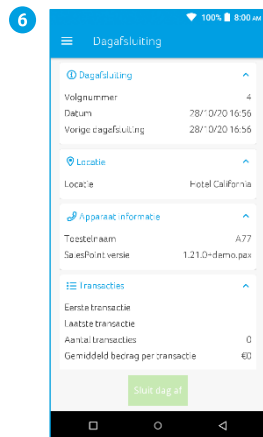 6
100% 8:00 AM
Dagafsluiting
Dagafsluiting
Volgnummer 4
Datum 28/10/20 16:56
Vorige dagafsluiting 28/10/20 16:56
Locatie
Locatie Hotel California
Apparaat informatie
Toestelnaam A77
SalesPoint versie 1.21.0-demo.pax
Transacties
Eerste transactie
Laatste transactie
Aantal transacties 0
Gemiddeld bedrag per transactie €0
Sluit dag af